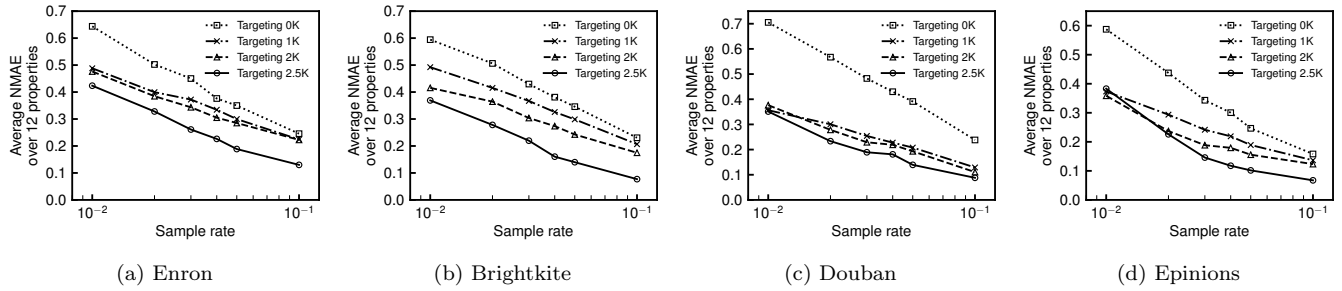 Average NMAE
over 12 properties
0.7
0.6
0.5
0.4
0.3
0.2
0.1
0.0
10⁻²
10⁻¹
Sample rate
Targeting 0K
Targeting 1K
Targeting 2K
Targeting 2.5K
(a) Enron
Average NMAE
over 12 properties
0.7
0.6
0.5
0.4
0.3
0.2
0.1
0.0
10⁻²
10⁻¹
Sample rate
Targeting 0K
Targeting 1K
Targeting 2K
Targeting 2.5K
(b) Brightkite
Average NMAE
over 12 properties
0.7
0.6
0.5
0.4
0.3
0.2
0.1
0.0
10⁻²
10⁻¹
Sample rate
Targeting 0K
Targeting 1K
Targeting 2K
Targeting 2.5K
(c) Douban
Average NMAE
over 12 properties
0.6
0.5
0.4
0.3
0.2
0.1
0.0
10⁻²
10⁻¹
Sample rate
Targeting 0K
Targeting 1K
Targeting 2K
Targeting 2.5K
(d) Epinions